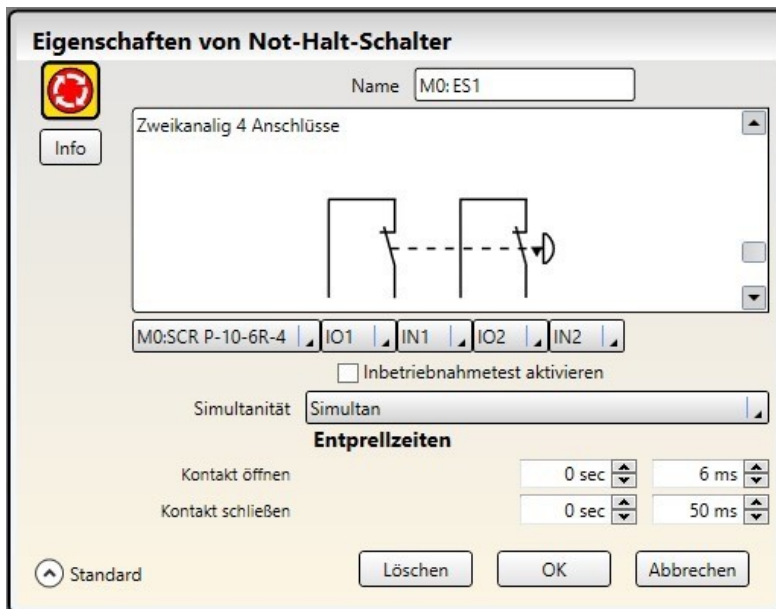 Eigenschaften von Not-Halt-Schalter
Name M0:ES1
Info
Zweikanalig 4 Anschlüsse
M0:SCR P-10-6R-4 IO1 IN1 IO2 IN2
Inbetriebnahmetest aktivieren
Simultanität Simultan
Entprellzeiten
Kontakt öffnen 0 sec 6 ms
Kontakt schließen 0 sec 50 ms
Standard Löschen OK Abbrechen